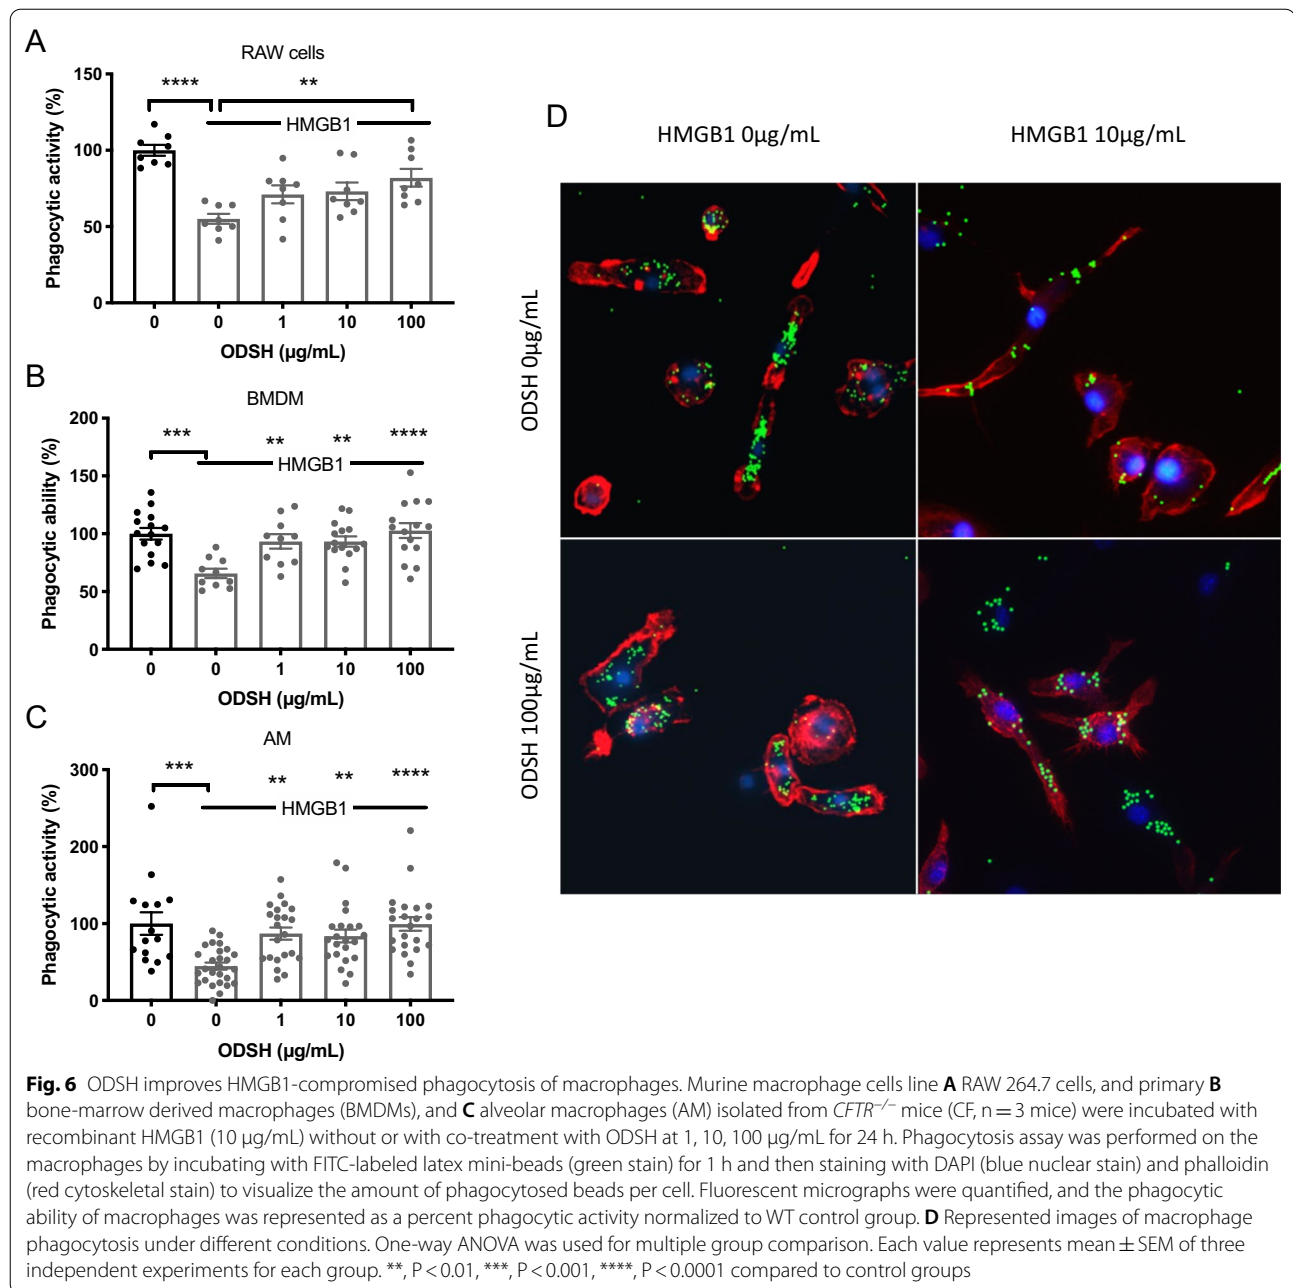 A
RAW cells
Phagocytic activity (%)
150
100
50
0
****
**
HMGB1
0 0 1 10 100
ODSH (µg/mL)
B
BMDM
Phagocytic ability (%)
200
150
100
50
0
***
**
**
****
HMGB1
0 0 1 10 100
ODSH (µg/mL)
C
AM
Phagocytic activity (%)
300
200
100
0
***
**
**
****
HMGB1
0 0 1 10 100
ODSH (µg/mL)
D
HMGB1 0µg/mL HMGB1 10µg/mL
ODSH 0µg/mL
ODSH 100µg/mL
Fig. 6 ODSH improves HMGB1-compromised phagocytosis of macrophages. Murine macrophage cells line A RAW 264.7 cells, and primary B
bone-marrow derived macrophages (BMDMs), and C alveolar macrophages (AM) isolated from CFTR−/− mice (CF, n = 3 mice) were incubated with
recombinant HMGB1 (10 µg/mL) without or with co-treatment with ODSH at 1, 10, 100 µg/mL for 24 h. Phagocytosis assay was performed on the
macrophages by incubating with FITC-labeled latex mini-beads (green stain) for 1 h and then staining with DAPI (blue nuclear stain) and phalloidin
(red cytoskeletal stain) to visualize the amount of phagocytosed beads per cell. Fluorescent micrographs were quantified, and the phagocytic
ability of macrophages was represented as a percent phagocytic activity normalized to WT control group. D Represented images of macrophage
phagocytosis under different conditions. One-way ANOVA was used for multiple group comparison. Each value represents mean ± SEM of three
independent experiments for each group. **, P < 0.01, ***, P < 0.001, ****, P < 0.0001 compared to control groups